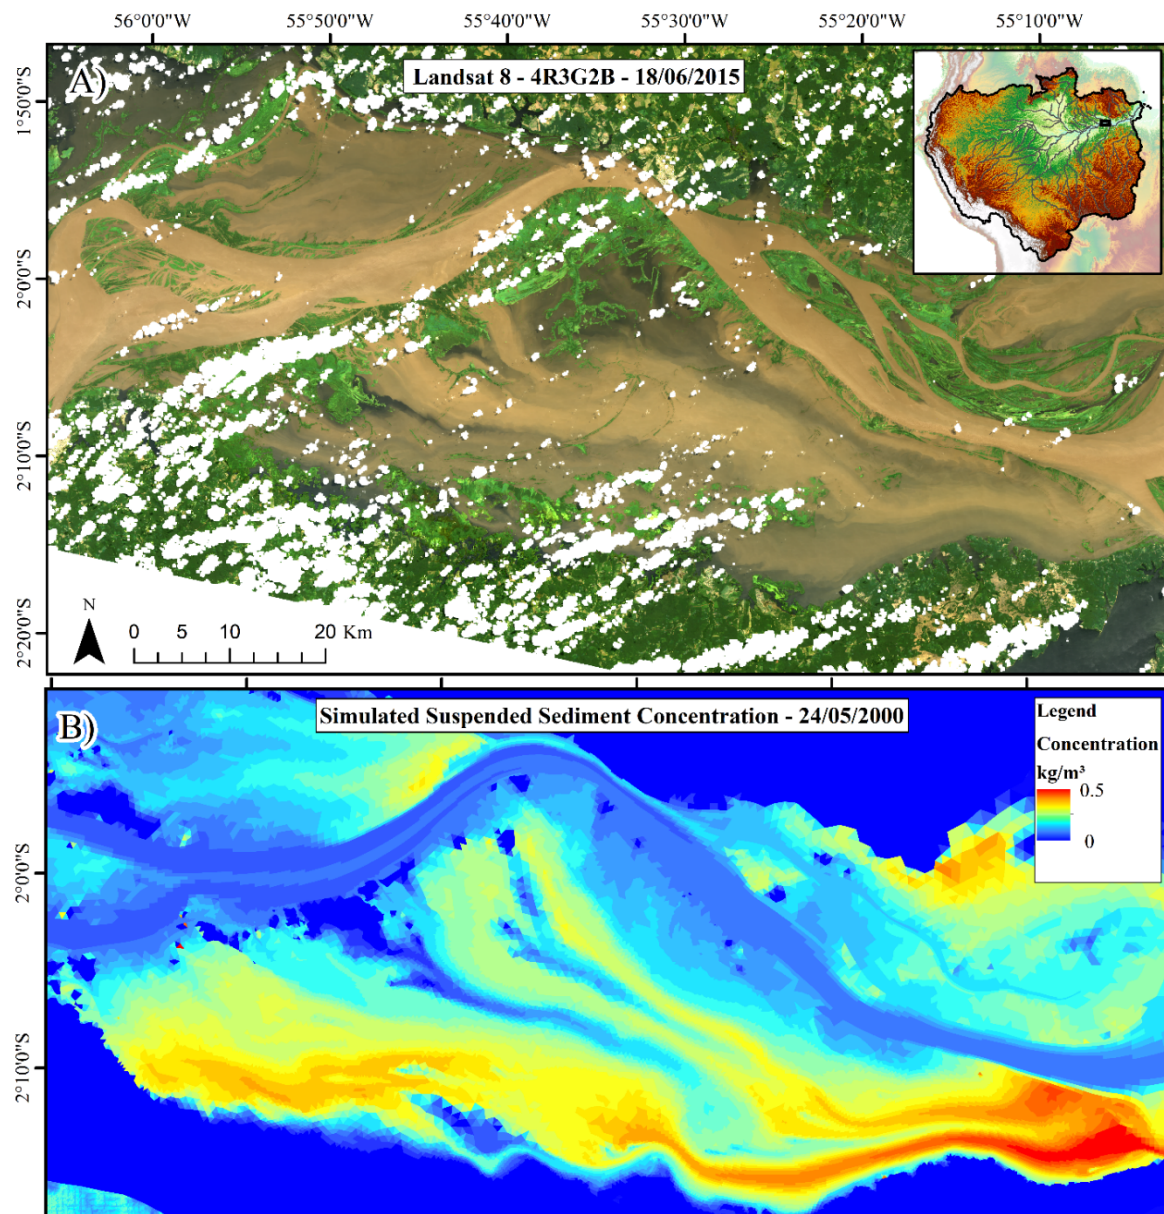 56°0'0"W 55°50'0"W 55°40'0"W 55°30'0"W 55°20'0"W 55°10'0"W
A)
Landsat 8 - 4R3G2B - 18/06/2015
1°50'0"S
2°0'0"S
2°10'0"S
2°20'0"S
N
0 5 10 20 Km
B)
Simulated Suspended Sediment Concentration - 24/05/2000
Legend
Concentration
kg/m³
0.5
0
2°0'0"S
2°10'0"S